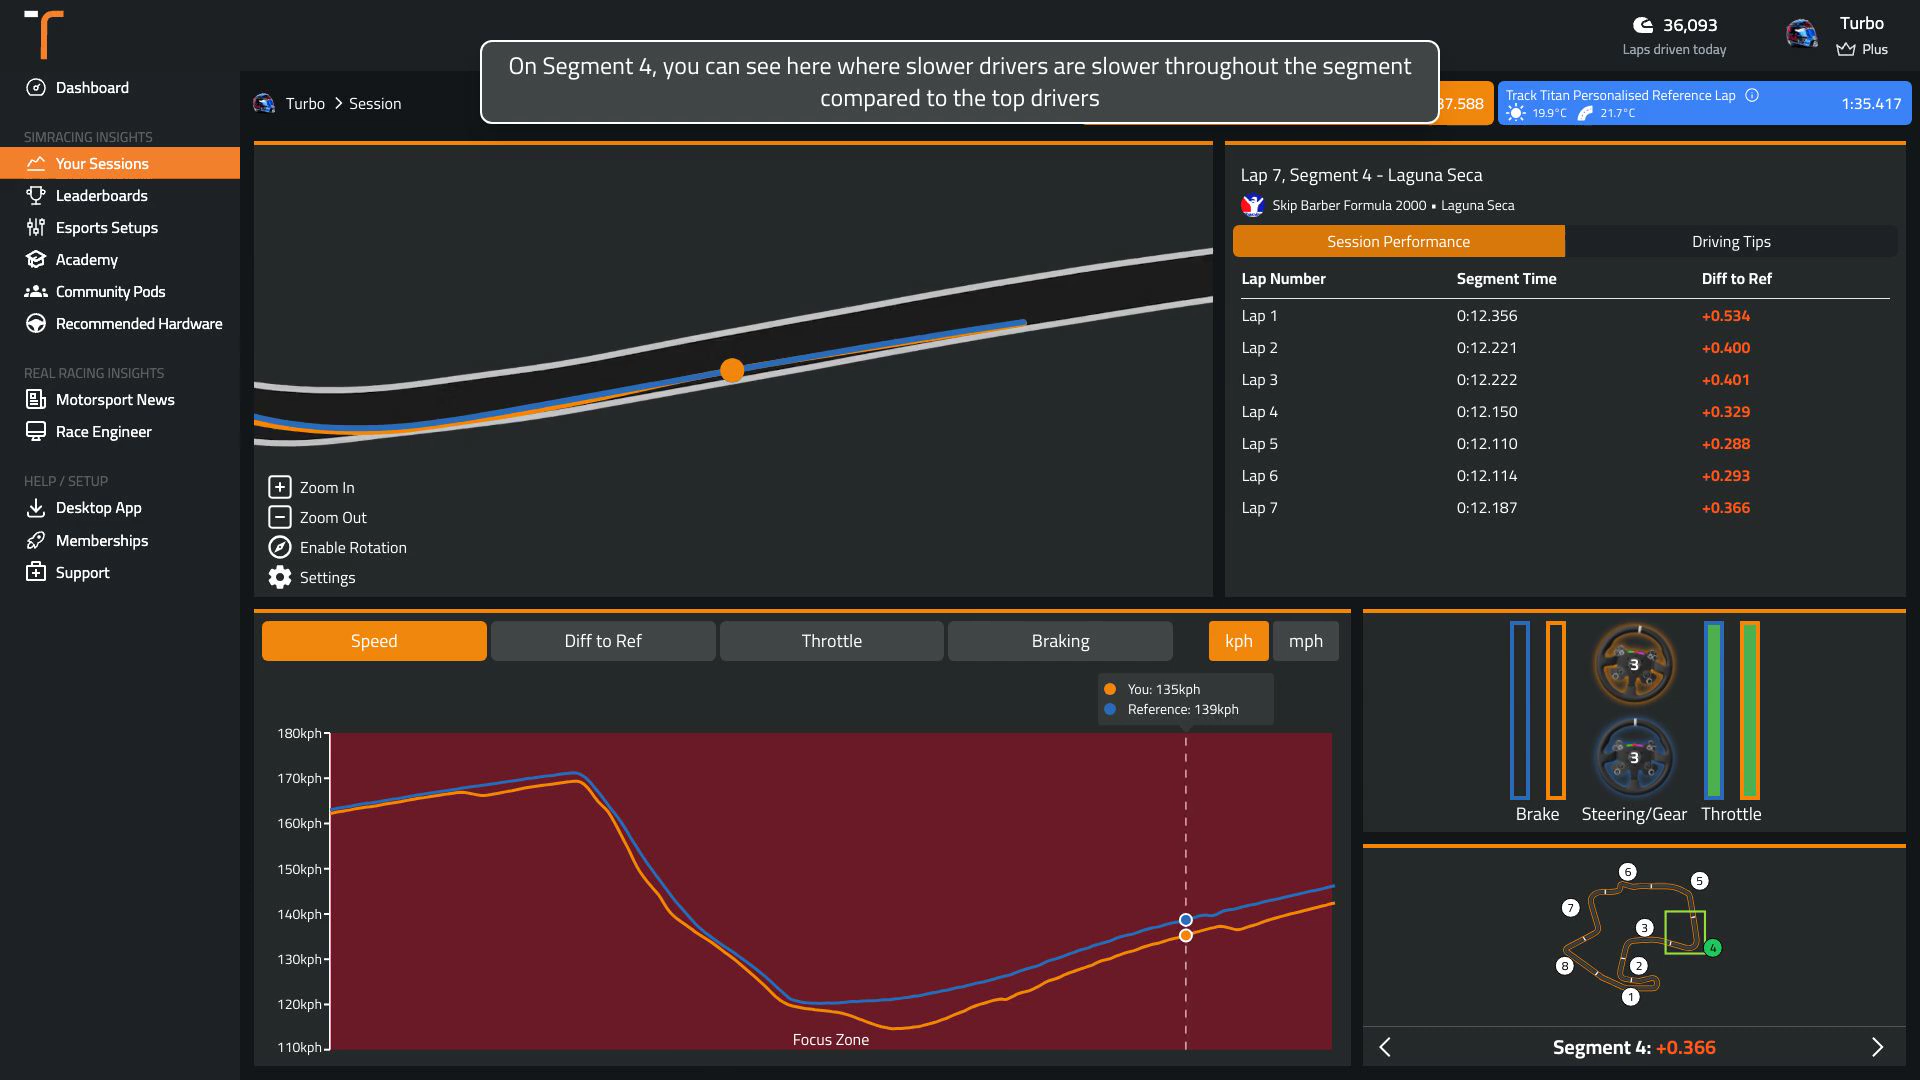 36,093
Laps driven today
Turbo
Plus
On Segment 4, you can see here where slower drivers are slower throughout the segment
compared to the top drivers
Dashboard
SIMRACING INSIGHTS
Your Sessions
Leaderboards
Esports Setups
Academy
Community Pods
Recommended Hardware
REAL RACING INSIGHTS
Motorsport News
Race Engineer
HELP / SETUP
Desktop App
Memberships
Support
Turbo > Session
37.588
Track Titan Personalised Reference Lap
19.9°C 21.7°C
1:35.417
Zoom In
Zoom Out
Enable Rotation
Settings
Lap 7, Segment 4 - Laguna Seca
Skip Barber Formula 2000 • Laguna Seca
Session Performance Driving Tips
Lap Number Segment Time Diff to Ref
Lap 1 0:12.356 +0.534
Lap 2 0:12.221 +0.400
Lap 3 0:12.222 +0.401
Lap 4 0:12.150 +0.329
Lap 5 0:12.110 +0.288
Lap 6 0:12.114 +0.293
Lap 7 0:12.187 +0.366
Speed Diff to Ref Throttle Braking kph mph
You: 135kph
Reference: 139kph
180kph
170kph
160kph
150kph
140kph
130kph
120kph
110kph
Focus Zone
3
3
Brake Steering/Gear Throttle
6
5
7
3
4
8
2
1
Segment 4: +0.366